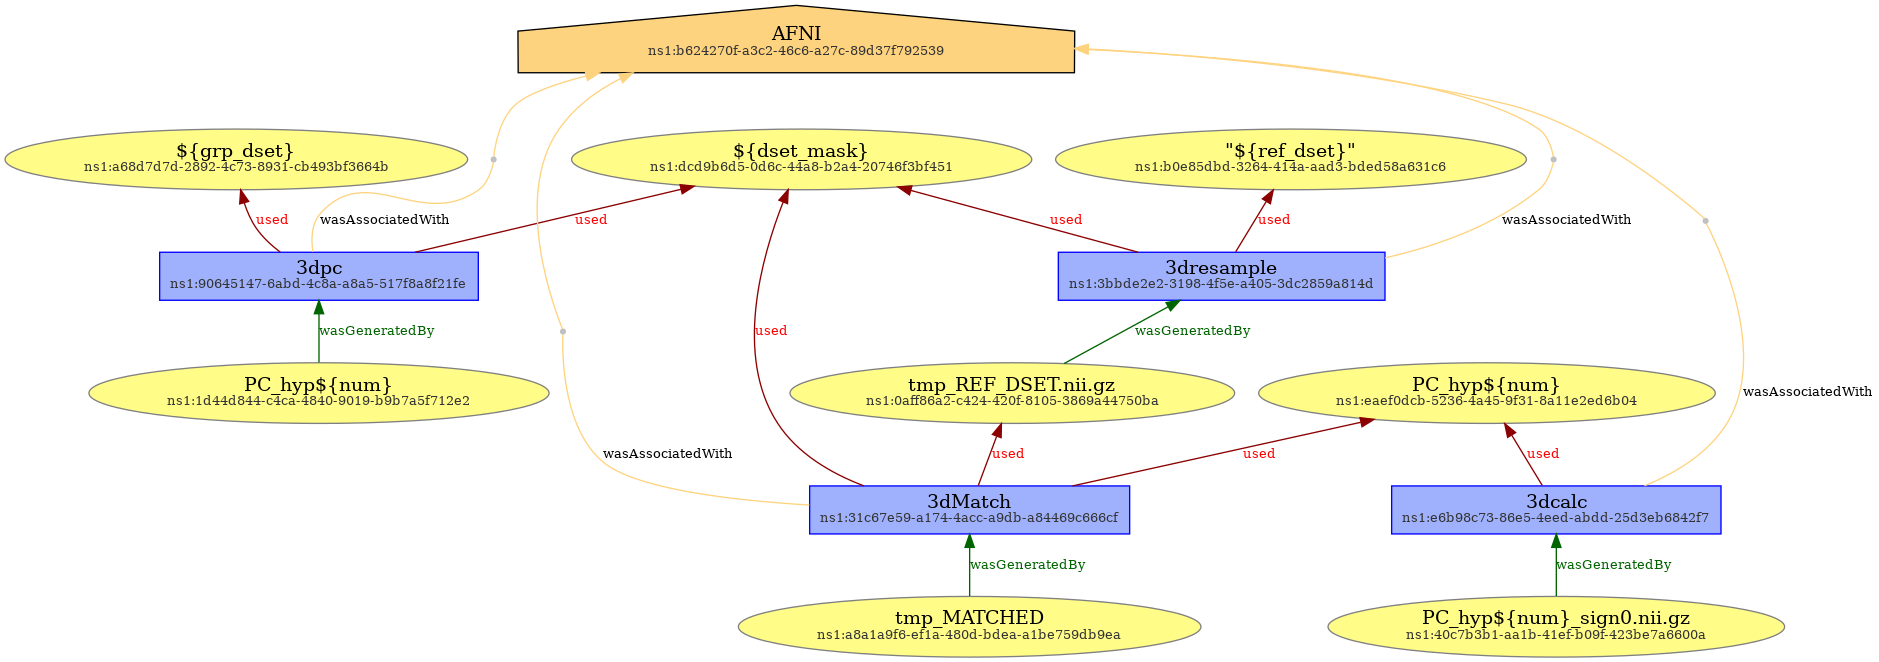 AFNI
ns1:b624270f-a3c2-46c6-a27c-89d37f792539
${grp_dset}
ns1:a68d7d7d-2892-4c73-8931-cb493bf3664b
${dset_mask}
ns1:dcd9b6d5-0d6c-44a8-b2a4-20746f3bf451
"${ref_dset}"
ns1:b0e85dbd-3264-414a-aad3-bded58a631c6
used
wasAssociatedWith
used
used
used
wasAssociatedWith
3dpc
ns1:90645147-6abd-4c8a-a8a5-517f8a8f21fe
3dresample
ns1:3bbde2e2-3198-4f5e-a405-3dc2859a814d
wasGeneratedBy
used
wasGeneratedBy
PC_hyp${num}
ns1:1d44d844-c4ca-4840-9019-b9b7a5f712e2
tmp_REF_DSET.nii.gz
ns1:0aff86a2-c424-420f-8105-3869a44750ba
PC_hyp${num}
ns1:eaef0dcb-5236-4a45-9f31-8a11e2ed6b04
wasAssociatedWith
wasAssociatedWith
used
used
used
3dMatch
ns1:31c67e59-a174-4acc-a9db-a84469c666cf
3dcalc
ns1:e6b98c73-86e5-4eed-abdd-25d3eb6842f7
wasGeneratedBy
wasGeneratedBy
tmp_MATCHED
ns1:a8a1a9f6-ef1a-480d-bdea-a1be759db9ea
PC_hyp${num}_sign0.nii.gz
ns1:40c7b3b1-aa1b-41ef-b09f-423be7a6600a